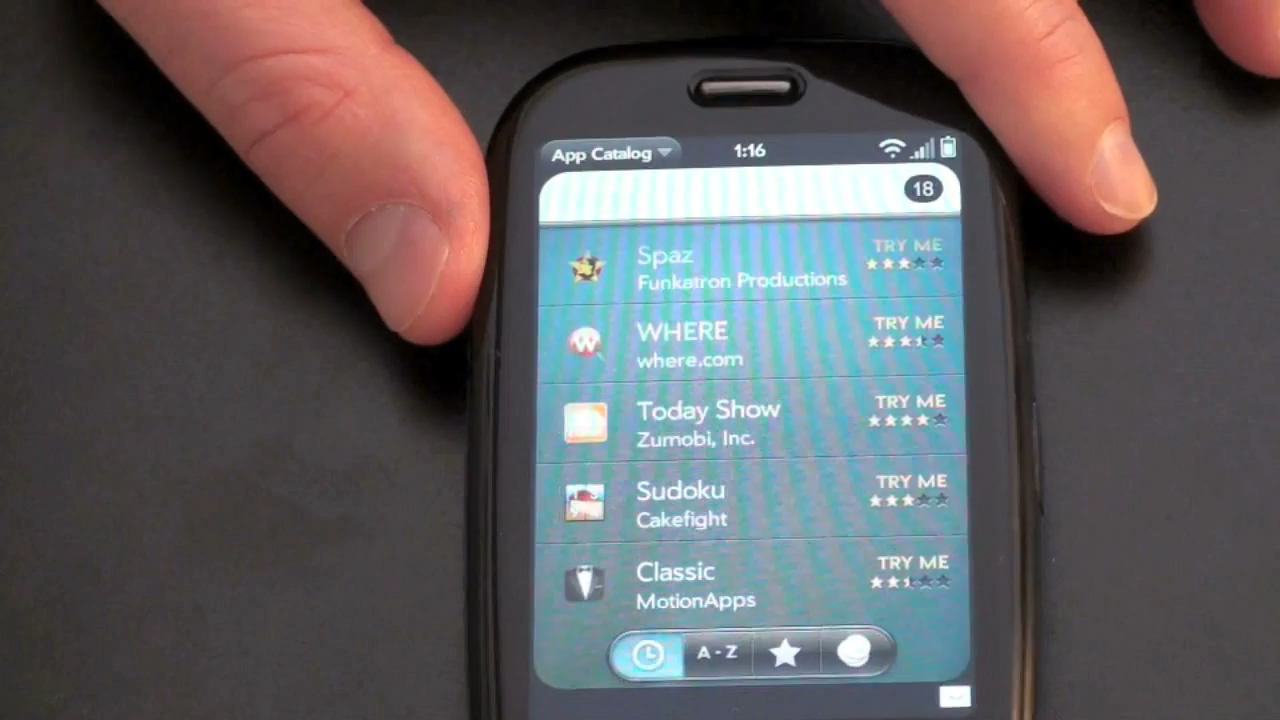 App Catalog
1:16
18
Spaz
TRY ME
Funkatron Productions
WHERE
TRY ME
where.com
W
Today Show
TRY ME
Zumobi, Inc.
Sudoku
TRY ME
Cakefight
Classic
TRY ME
MotionApps
A - Z